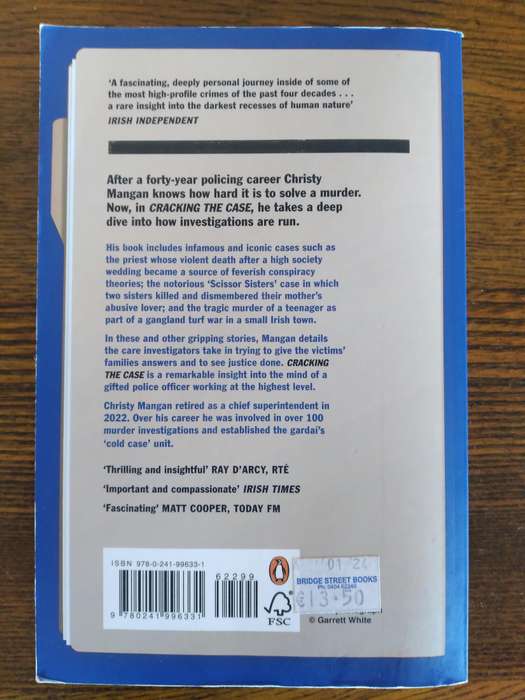 ‘A fascinating, deeply personal journey inside of some of
the most high-profile crimes of the past four decades . . .
a rare insight into the darkest recesses of human nature’
IRISH INDEPENDENT
After a forty-year policing career Christy
Mangan knows how hard it is to solve a murder.
Now, in CRACKING THE CASE, he takes a deep
dive into how investigations are run.
His book includes infamous and iconic cases such as
the priest whose violent death after a high society
wedding became a source of feverish conspiracy
theories; the notorious ‘Scissor Sisters’ case in which
two sisters killed and dismembered their mother’s
abusive lover; and the tragic murder of a teenager as
part of a gangland turf war in a small Irish town.
In these and other gripping stories, Mangan details
the care investigators take in trying to give the victims’
families answers and to see justice done. CRACKING
THE CASE is a remarkable insight into the mind of a
gifted police officer working at the highest level.
Christy Mangan retired as a chief superintendent in
2022. Over his career he was involved in over 100
murder investigations and established the gardaí’s
‘cold case’ unit.
‘Thrilling and insightful’ RAY D’ARCY, RTÉ
‘Important and compassionate’ IRISH TIMES
‘Fascinating’ MATT COOPER, TODAY FM
ISBN 978-0-241-99633-1
62299
9 780241 996331
FSC
01 24
BRIDGE STREET BOOKS
Ph: 0404 62240
€13.50
© Garrett White